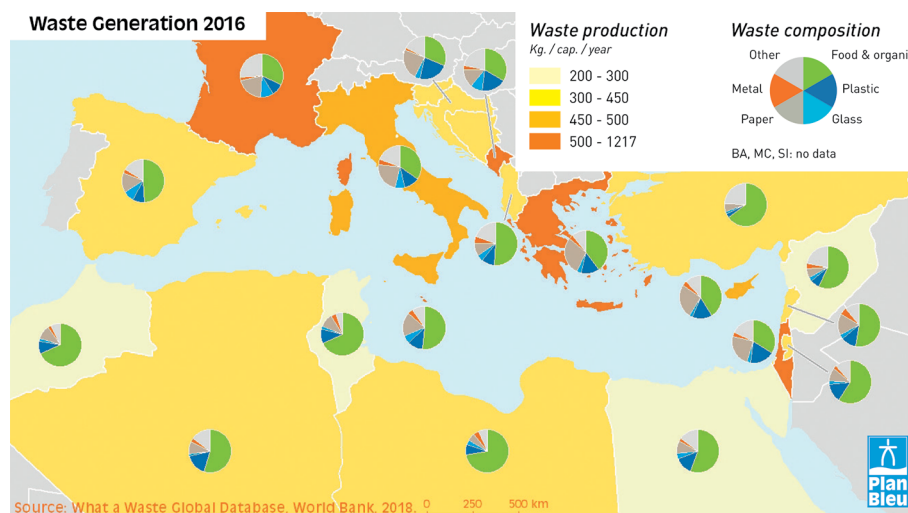 Waste Generation 2016
Waste production
Kg. / cap. / year
200 - 300
300 - 450
450 - 500
500 - 1217
Waste composition
Other
Food & organi
Metal
Plastic
Paper
Glass
BA, MC, SI: no data
Source: What a Waste Global Database, World Bank, 2018.
0 250 500 km
Plan
Bleu